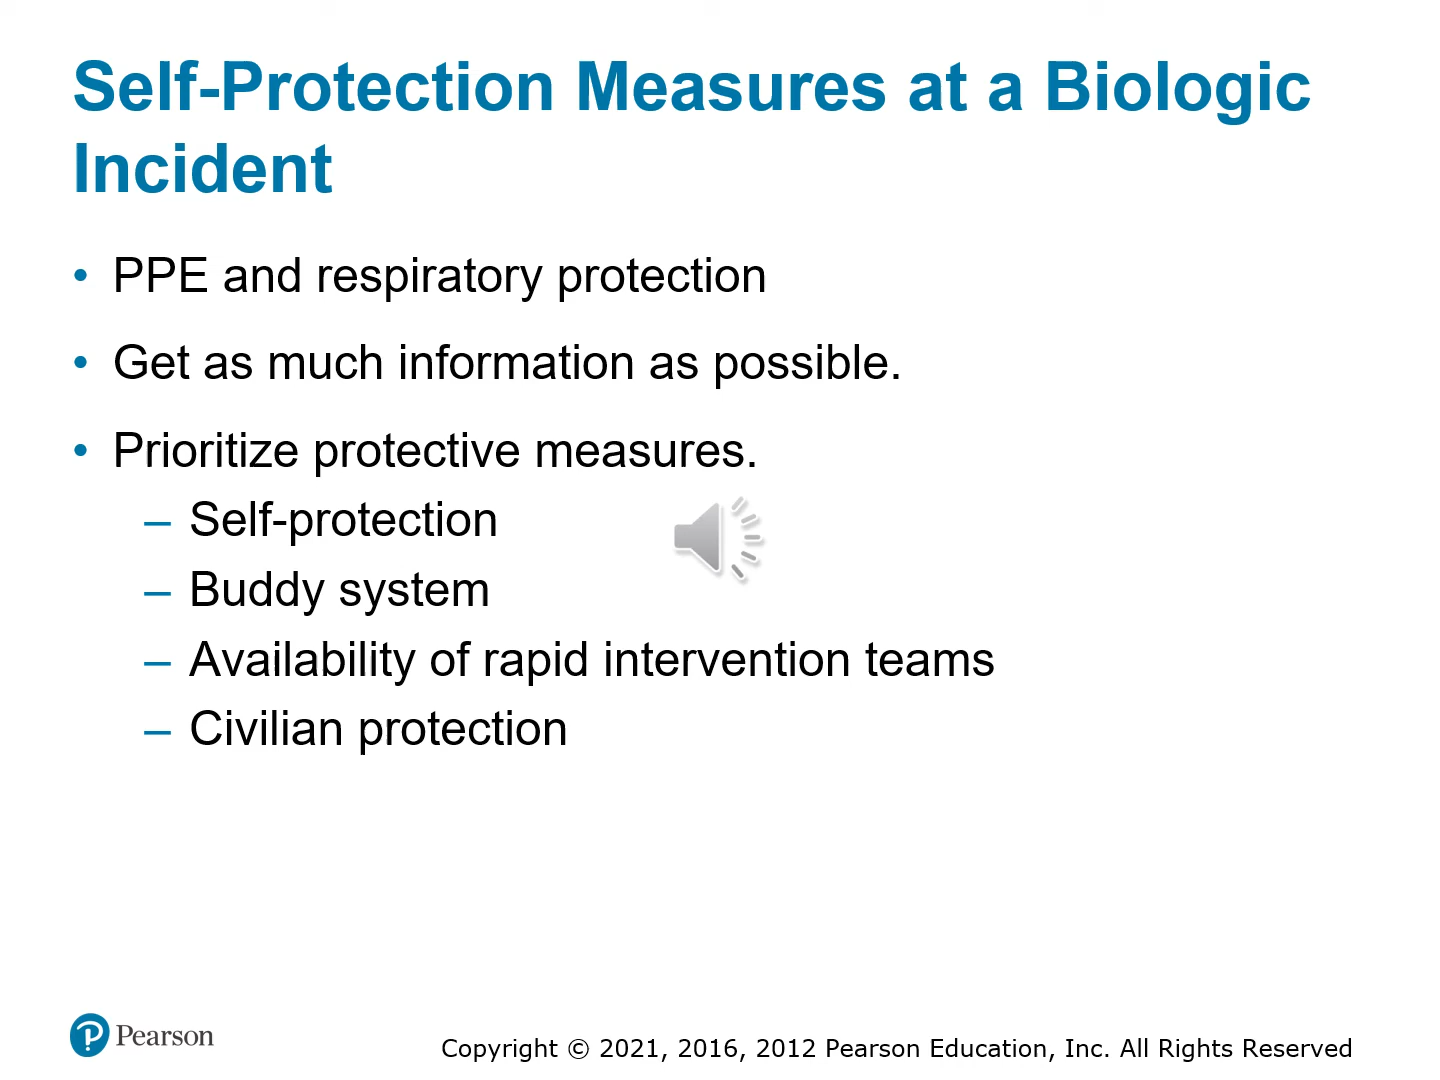 Self-Protection Measures at a Biologic
Incident
• PPE and respiratory protection
• Get as much information as possible.
• Prioritize protective measures.
– Self-protection
– Buddy system
– Availability of rapid intervention teams
– Civilian protection
Pearson
Copyright © 2021, 2016, 2012 Pearson Education, Inc. All Rights Reserved